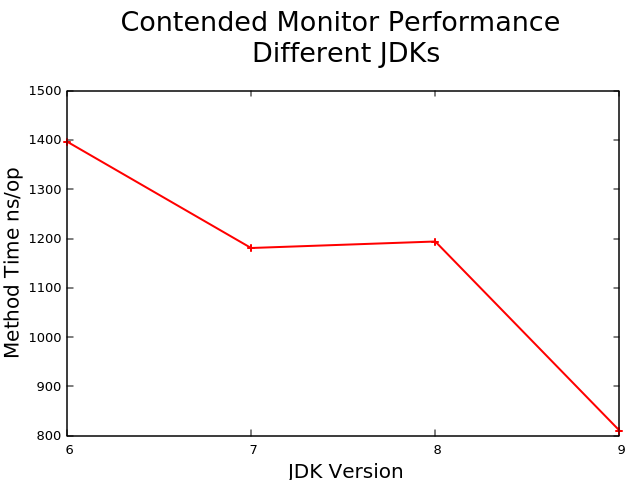 Contended Monitor Performance
Different JDKs
1500
1400
1300
1200
1100
1000
900
800
Method Time ns/op
6 7 8 9
JDK Version